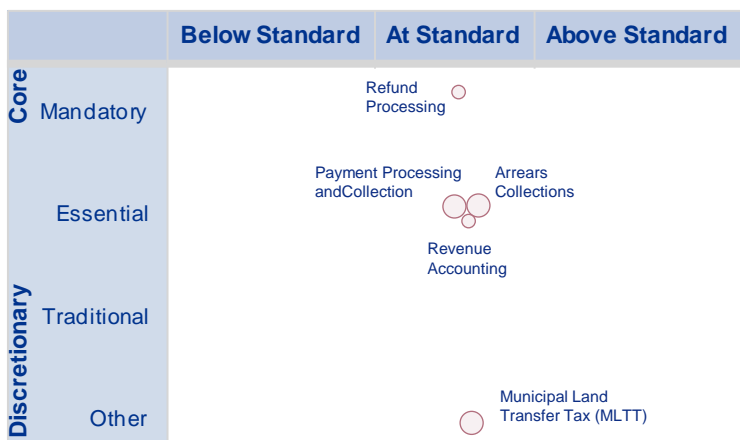 Below Standard At Standard Above Standard
Core
Mandatory
Refund
Processing
Payment Processing
andCollection
Arrears
Collections
Essential
Revenue
Accounting
Discretionary
Traditional
Other
Municipal Land
Transfer Tax (MLTT)